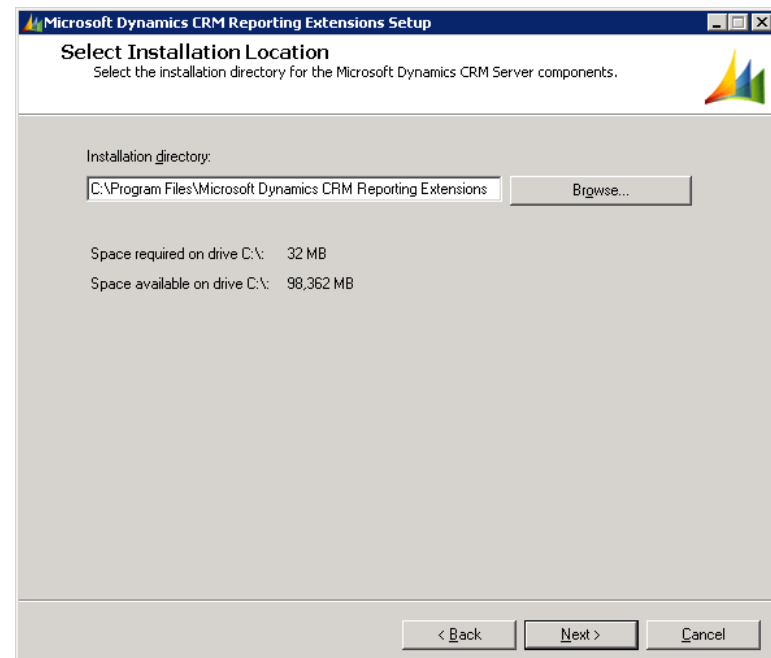 Microsoft Dynamics CRM Reporting Extensions Setup
Select Installation Location
Select the installation directory for the Microsoft Dynamics CRM Server components.
Installation directory:
C:\Program Files\Microsoft Dynamics CRM Reporting Extensions Browse...
Space required on drive C:\: 32 MB
Space available on drive C:\: 98,362 MB
< Back Next > Cancel